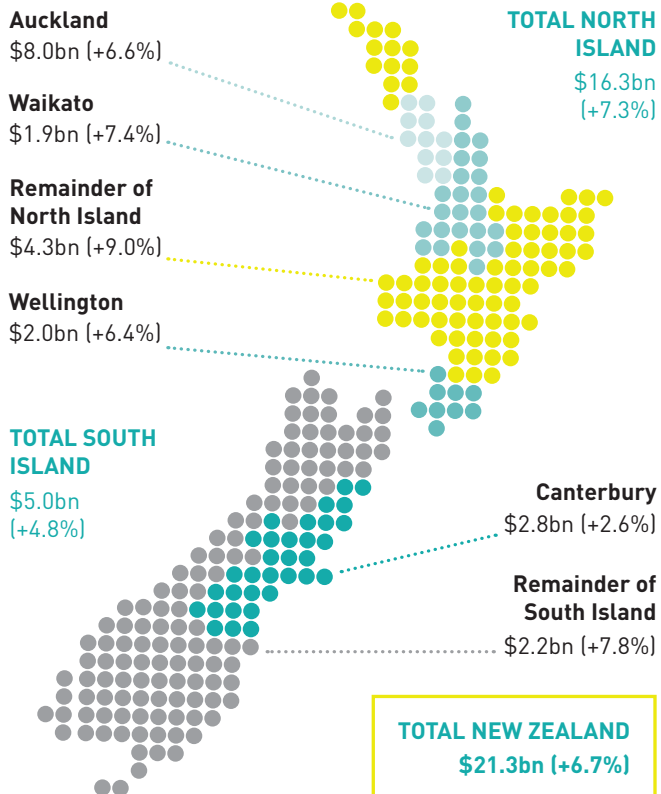 Auckland
$8.0bn (+6.6%)
Waikato
$1.9bn (+7.4%)
Remainder of
North Island
$4.3bn (+9.0%)
Wellington
$2.0bn (+6.4%)
TOTAL NORTH
ISLAND
$16.3bn
(+7.3%)
TOTAL SOUTH
ISLAND
$5.0bn
(+4.8%)
Canterbury
$2.8bn (+2.6%)
Remainder of
South Island
$2.2bn (+7.8%)
TOTAL NEW ZEALAND
$21.3bn (+6.7%)